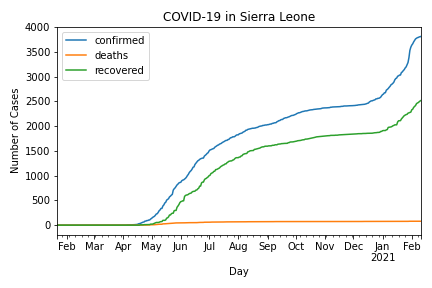 COVID-19 in Sierra Leone
confirmed
deaths
recovered
Number of Cases
4000
3500
3000
2500
2000
1500
1000
500
0
Feb Mar Apr May Jun Jul Aug Sep Oct Nov Dec Jan Feb
2021
Day